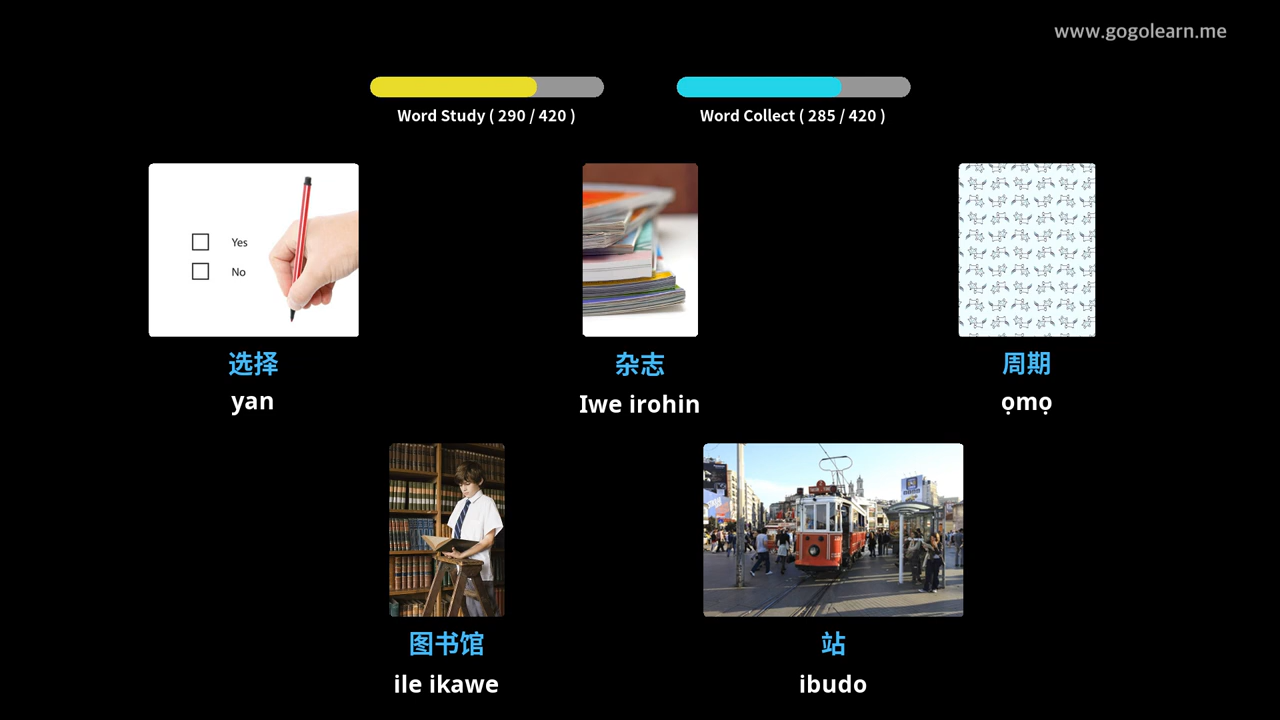 www.gogolearn.me
Word Study ( 290 / 420 )
Word Collect ( 285 / 420 )
Yes
No
选择
yan
杂志
Iwe irohin
周期
ọmọ
图书馆
ile ikawe
站
ibudo